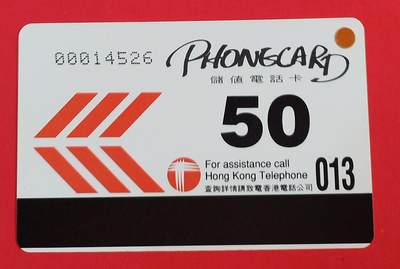 00014526
PHONECARD
儲值電話卡
50
For assistance call
Hong Kong Telephone
查詢詳情請致電香港電話公司
013